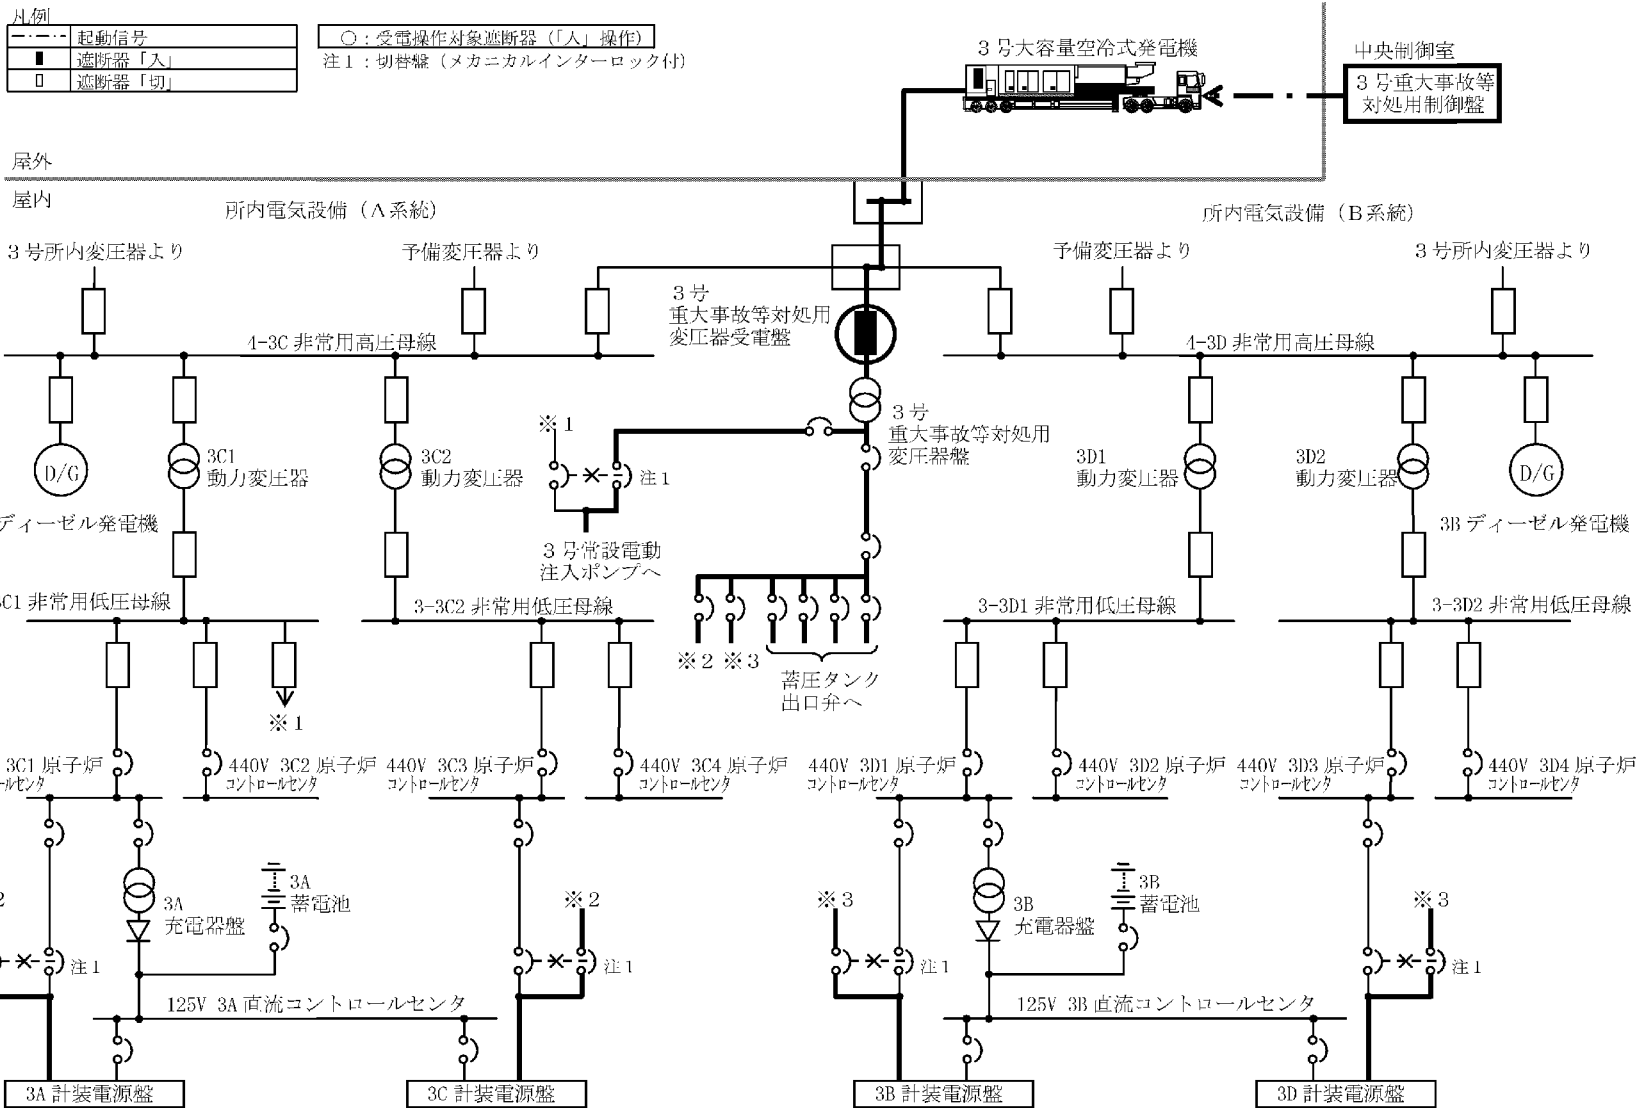 凡例
起動信号
遮断器「入」
遮断器「切」
○：受電操作対象遮断器（「入」操作）
注１：切替盤（メカニカルインターロック付）
３号大容量空冷式発電機
中央制御室
３号重大事故等
対処用制御盤
屋外
屋内
所内電気設備（Ａ系統）
所内電気設備（Ｂ系統）
３号所内変圧器より
予備変圧器より
予備変圧器より
３号所内変圧器より
３号
重大事故等対処用
変圧器受電盤
4-3C 非常用高圧母線
4-3D 非常用高圧母線
３号
重大事故等対処用
変圧器盤
※１
注１
D/G
3C1
動力変圧器
3C2
動力変圧器
3D1
動力変圧器
3D2
動力変圧器
D/G
ディーゼル発電機
3B ディーゼル発電機
３号常設電動
注入ポンプへ
3C1 非常用低圧母線
3-3C2 非常用低圧母線
3-3D1 非常用低圧母線
3-3D2 非常用低圧母線
※２ ※３
蓄圧タンク
出口弁へ
※１
3C1 原子炉
ールセンタ
440V 3C2 原子炉
コントロールセンタ
440V 3C3 原子炉
コントロールセンタ
440V 3C4 原子炉
コントロールセンタ
440V 3D1 原子炉
コントロールセンタ
440V 3D2 原子炉
コントロールセンタ
440V 3D3 原子炉
コントロールセンタ
440V 3D4 原子炉
コントロールセンタ
3A
充電器盤
3A
蓄電池
※２
※３
3B
充電器盤
3B
蓄電池
※３
注１
注１
注１
注１
125V 3A 直流コントロールセンタ
125V 3B 直流コントロールセンタ
3A 計装電源盤
3C 計装電源盤
3B 計装電源盤
3D 計装電源盤